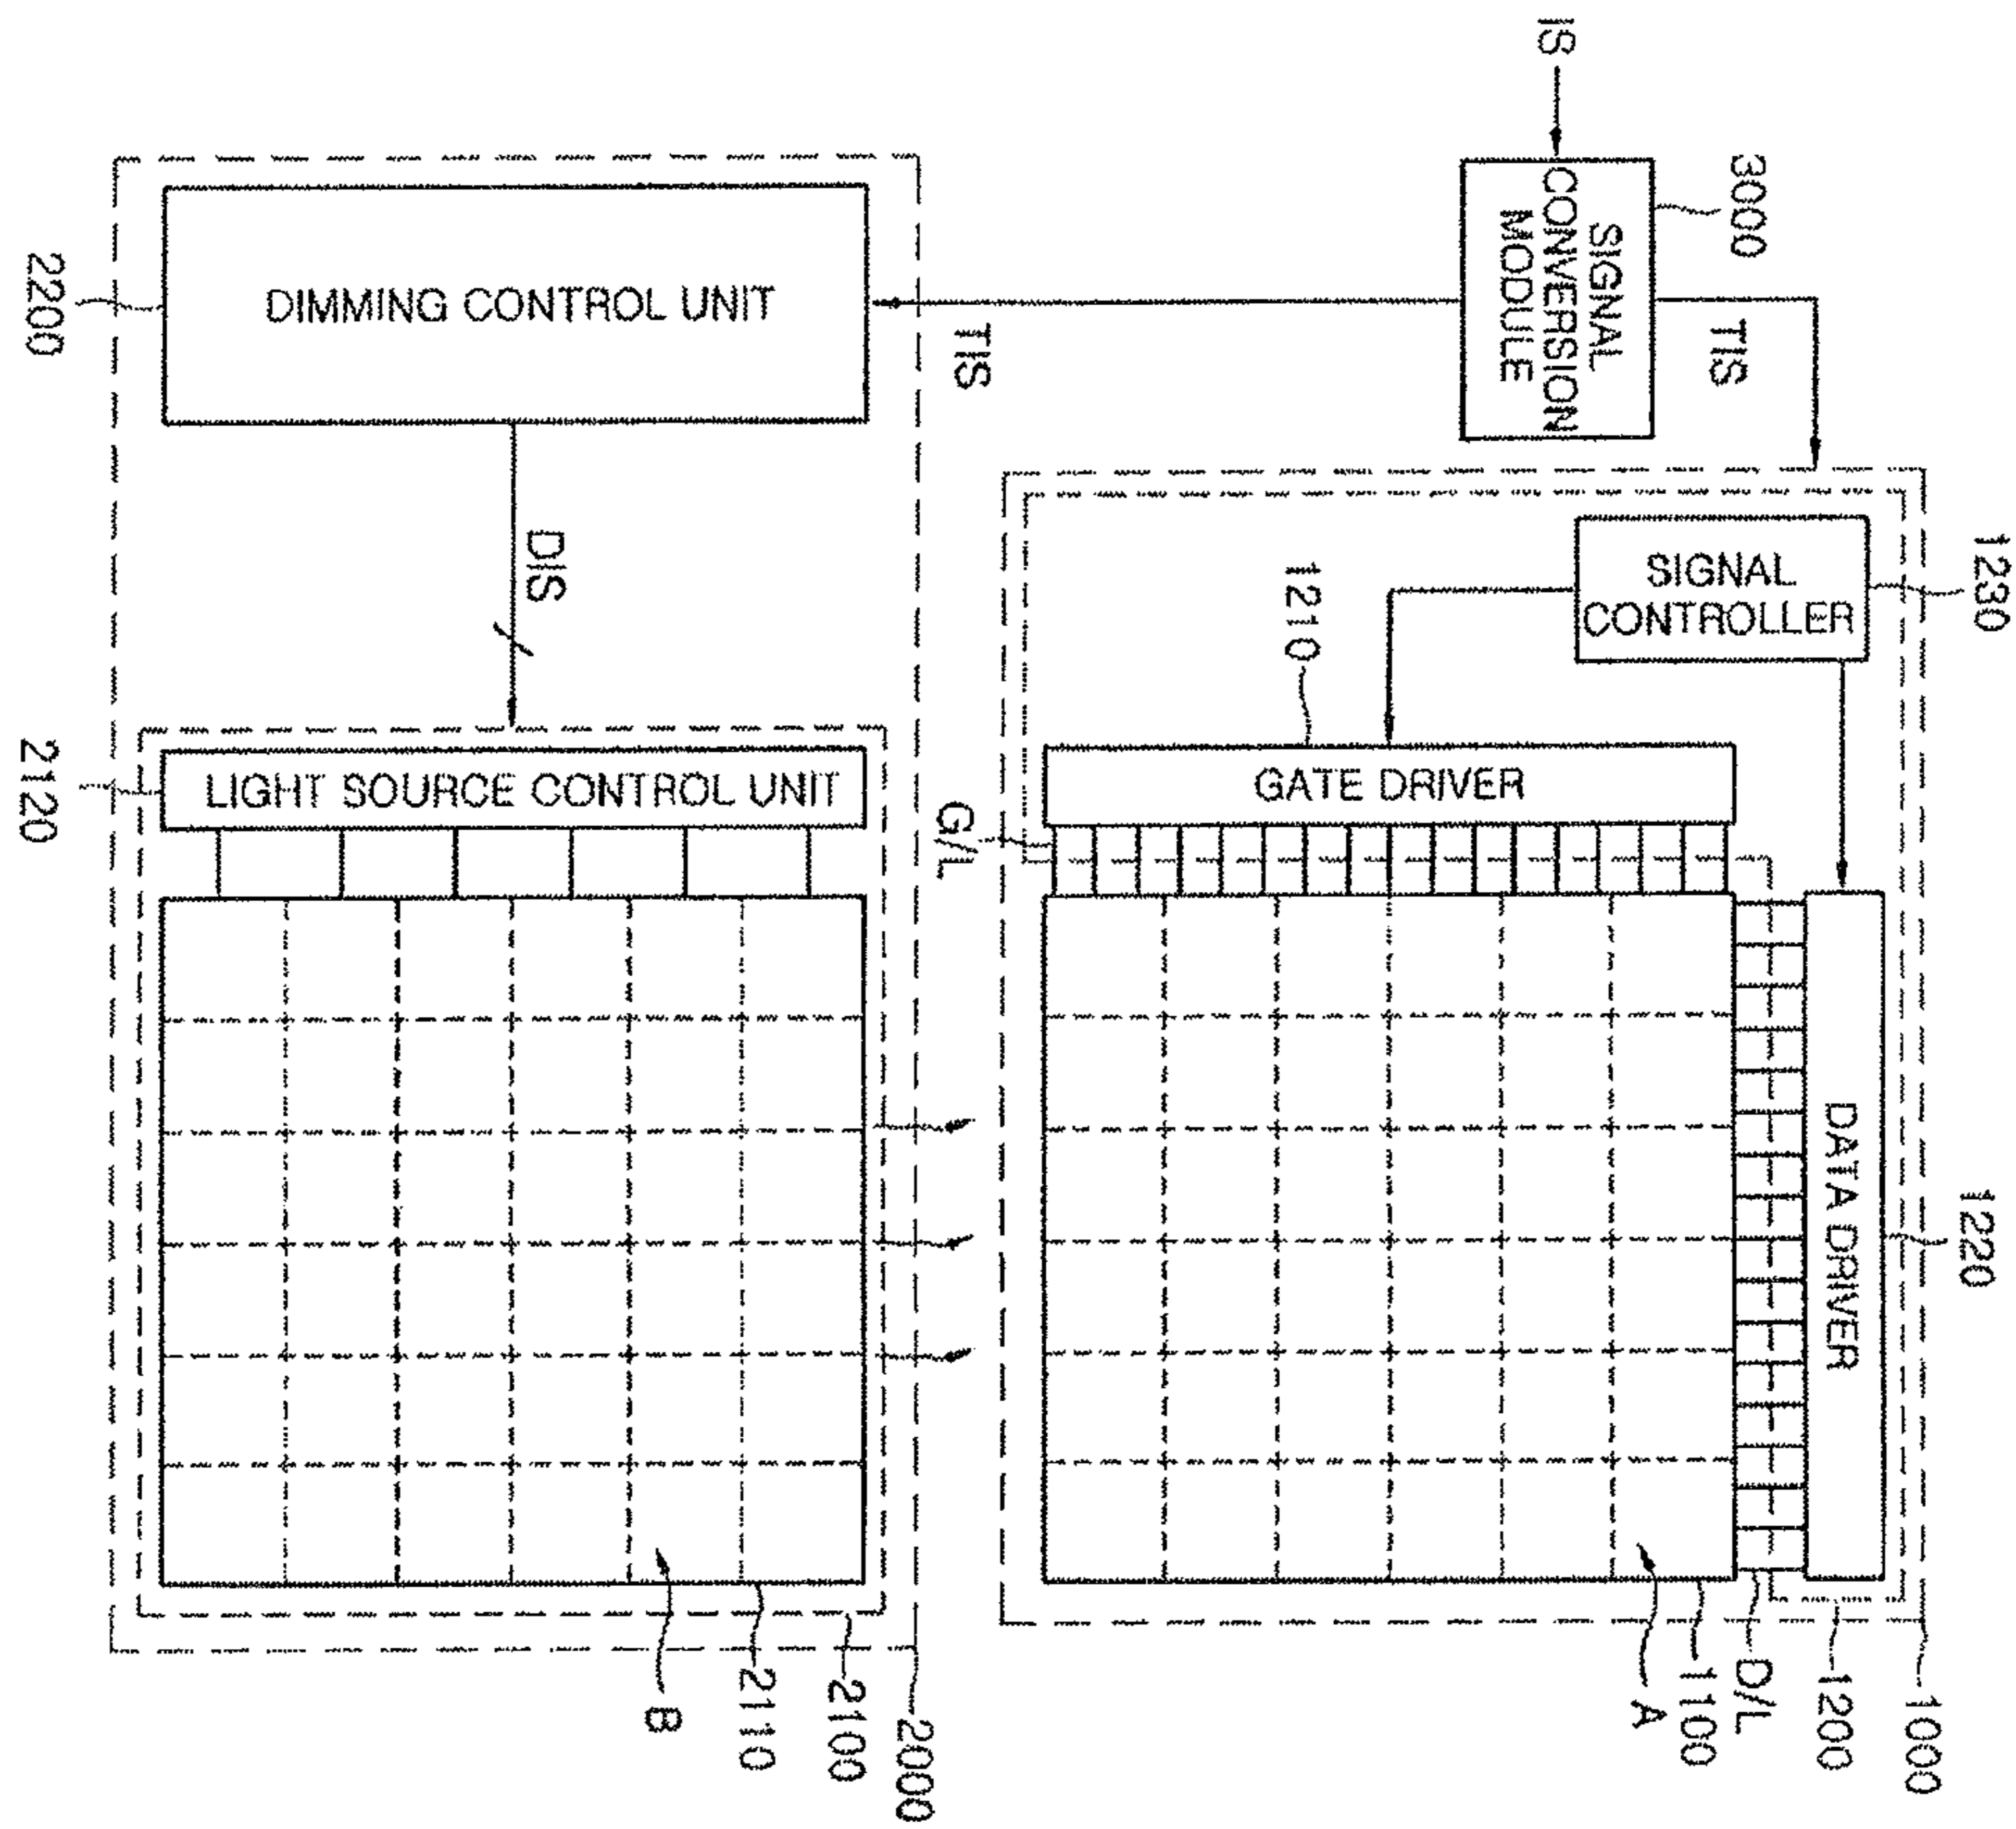 IS
3000
SIGNAL
CONVERSION
MODULE
TIS
TIS
2200
DIMMING CONTROL UNIT
DIS
1230
SIGNAL
CONTROLLER
1210
GATE DRIVER
G/L
2120
LIGHT SOURCE CONTROL UNIT
DATA DRIVER
1220
B
2110
2100
2000
A
1100
D/L
1200
1000